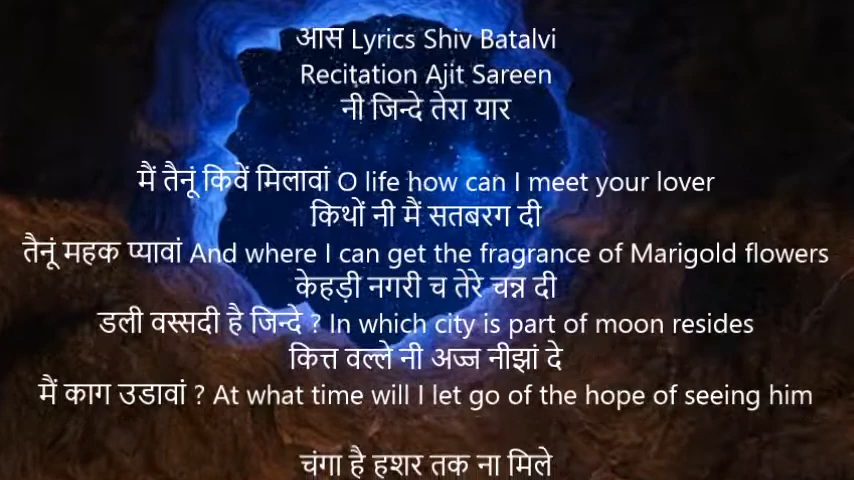 आस Lyrics Shiv Batalvi
Recitation Ajit Sareen
नी जिन्दे तेरा यार
मैं तैनूं किवें मिलावां O life how can I meet your lover
किथों नी मैं सतबरग दी
तैनूं महक प्यावां And where I can get the fragrance of Marigold flowers
केहड़ी नगरी च तेरे चन्न दी
डली वस्सदी है जिन्दे ? In which city is part of moon resides
कित्त वल्ले नी अज्ज नीझां दे
मैं काग उडावां ? At what time will I let go of the hope of seeing him
चंगा है हशर तक ना मिले